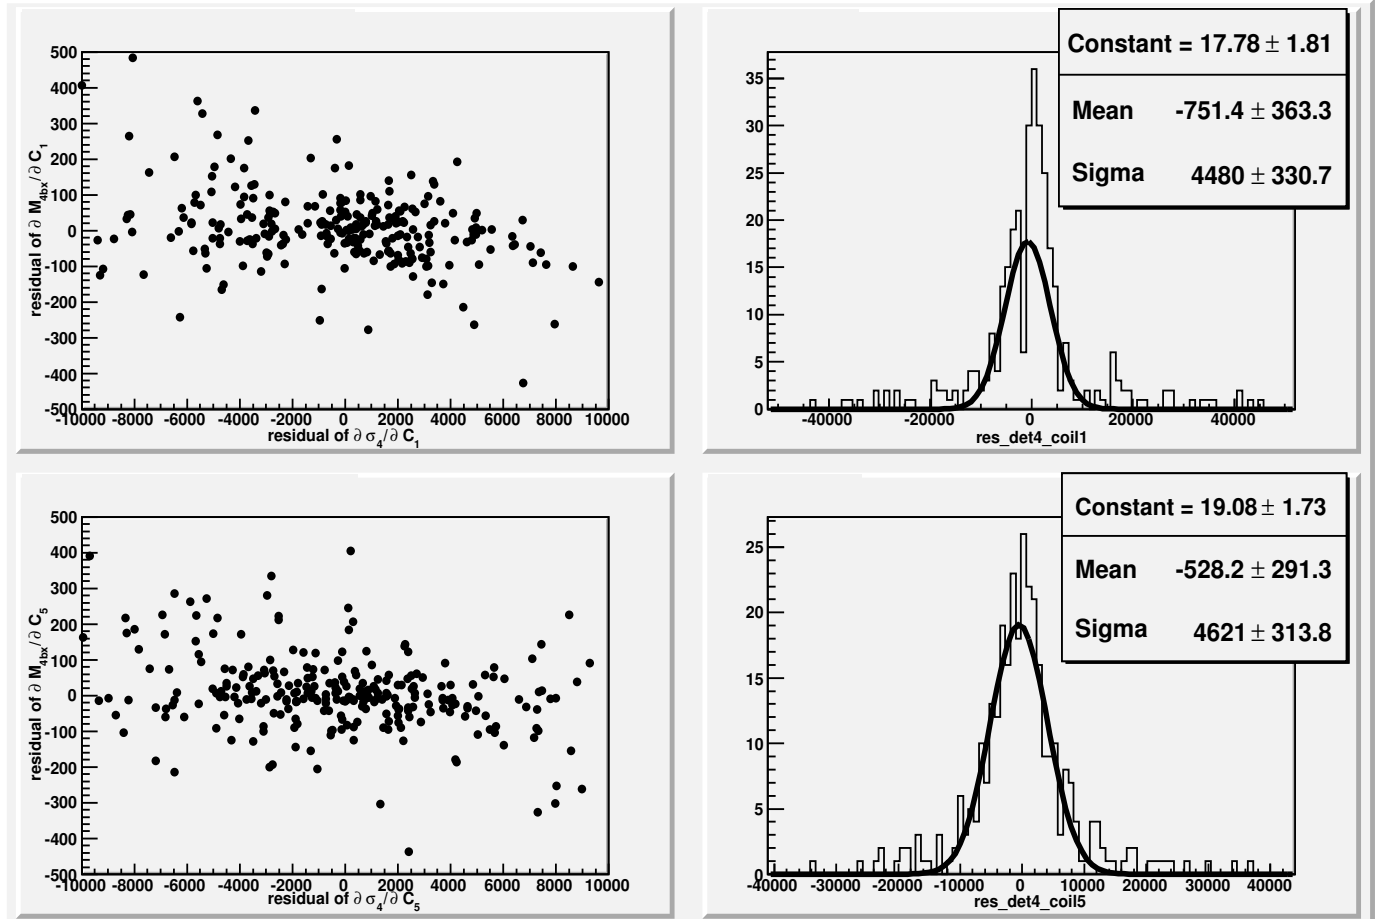 500
400
300
200
100
0
-100
-200
-300
-400
-500
-10000 -8000 -6000 -4000 -2000 0 2000 4000 6000 8000 10000
residual of ∂ M4bx/∂ C1
residual of ∂ σ4/∂ C1
Constant = 17.78 ± 1.81
Mean -751.4 ± 363.3
Sigma 4480 ± 330.7
35
30
25
20
15
10
5
0
-40000 -20000 0 20000 40000
res_det4_coil1
500
400
300
200
100
0
-100
-200
-300
-400
-500
-10000 -8000 -6000 -4000 -2000 0 2000 4000 6000 8000 10000
residual of ∂ M4bx/∂ C5
residual of ∂ σ4/∂ C5
Constant = 19.08 ± 1.73
Mean -528.2 ± 291.3
Sigma 4621 ± 313.8
25
20
15
10
5
0
-40000 -30000 -20000 -10000 0 10000 20000 30000 40000
res_det4_coil5